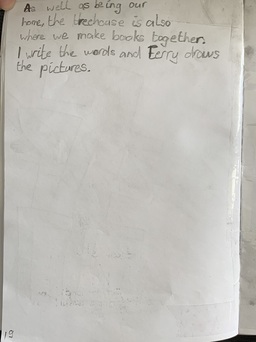 As well as being our
home, the treehouse is also
where we make books together.
I write the words and Terry draws
the pictures.
19